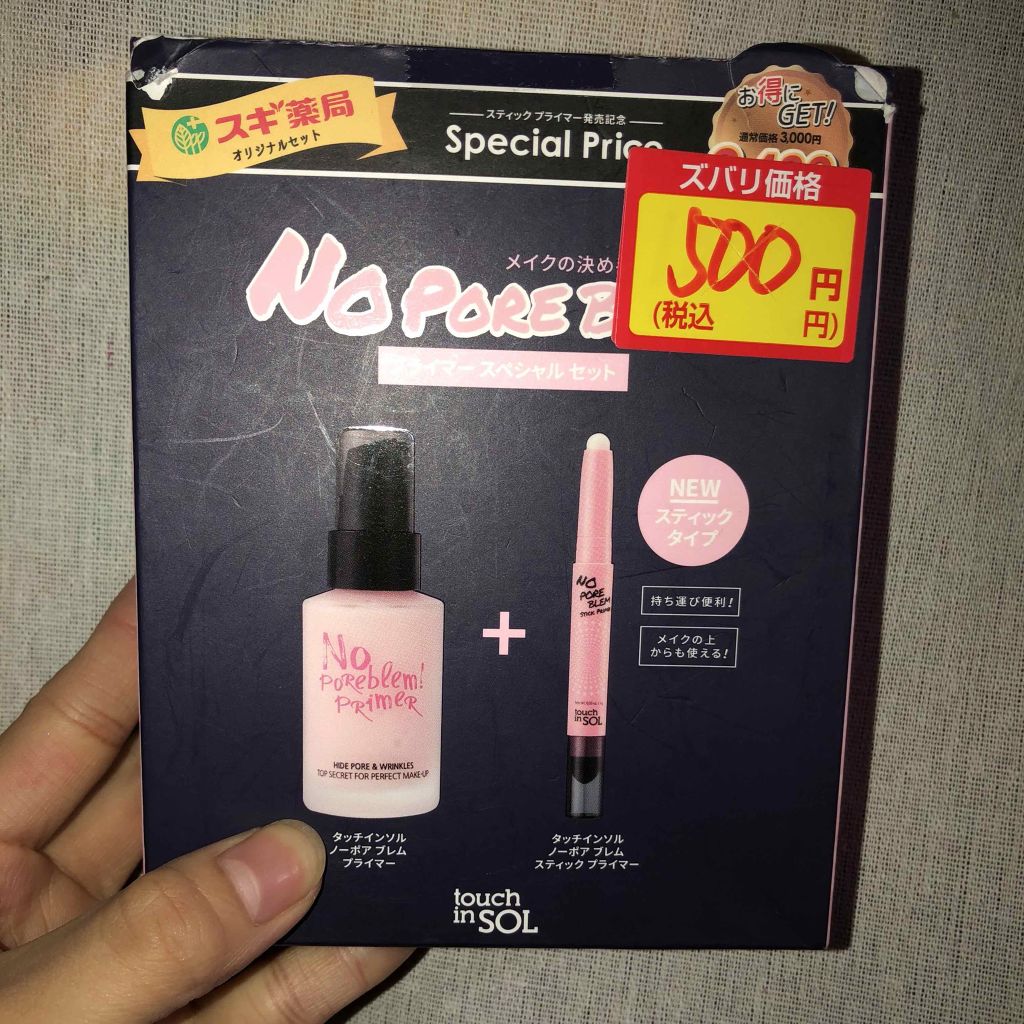 スギ薬局
オリジナルセット
スティック プライマー発売記念
Special Price
お得に
GET!
通常価格 3,000円
ズバリ価格
500円
(税込 円)
メイクの決め
NO PORE B
プライマー スペシャル セット
NEW
スティック
タイプ
持ち運び便利!
メイクの上
からも使える!
No
Poreblem!
Primer
HIDE PORE & WRINKLES
TOP SECRET FOR PERFECT MAKE-UP
+
NO
PORE
BLEM
STICK PRIMER
touch
in SOL
タッチインソル
ノーポア ブレム
プライマー
タッチインソル
ノーポア ブレム
スティック プライマー
touch
in SOL